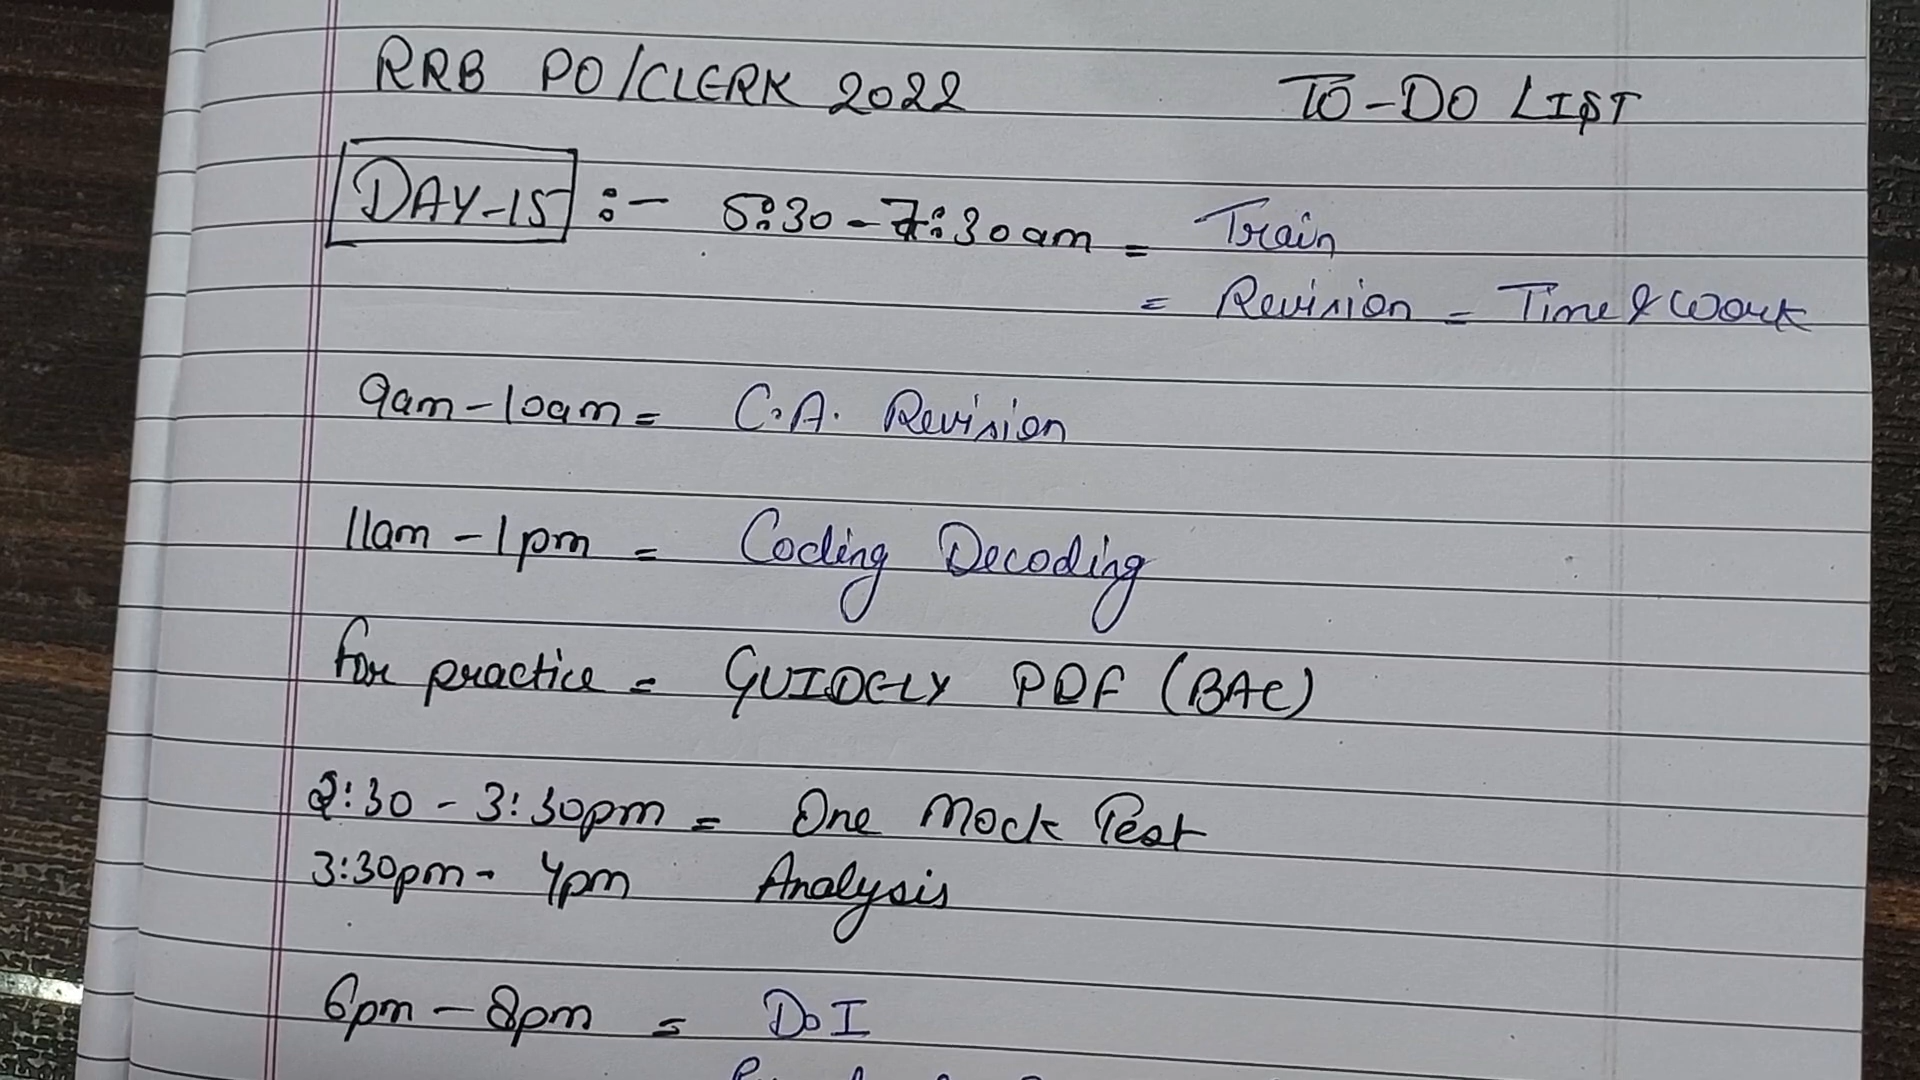 RRB PO/CLERK 2022 TO-DO LIST
DAY-15 :- 5:30-7:30am = Train
= Revision = Time & Work
9am-10am = C.A. Revision
11am-1pm = Coding Decoding
for practice = GUIDELY PDF (BAC)
2:30-3:30pm = One Mock Test
3:30pm- 4pm Analysis
6pm-8pm = D.I